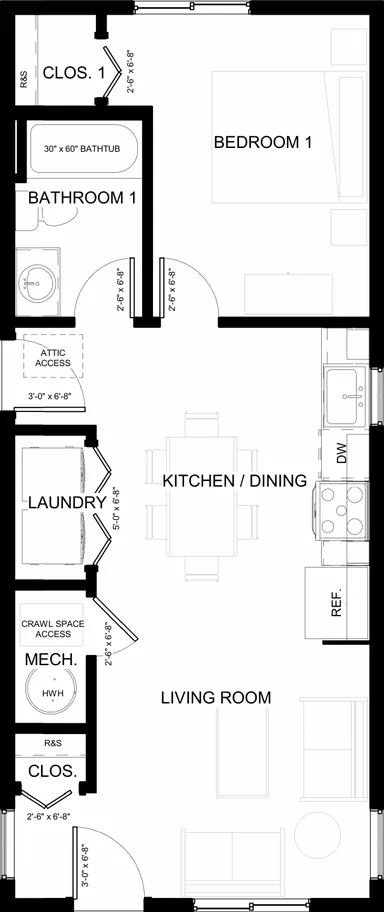 R&S
CLOS. 1
2'-6" x 6'-8"
BEDROOM 1
30" x 60" BATHTUB
BATHROOM 1
2'-6" x 6'-8"
2'-6" x 6'-8"
ATTIC
ACCESS
3'-0" x 6'-8"
DW
KITCHEN / DINING
LAUNDRY
5'-0" x 6'-8"
REF.
CRAWL SPACE
ACCESS
MECH.
2'-6" x 6'-8"
HWH
LIVING ROOM
R&S
CLOS.
2'-6" x 6'-8"
3'-0" x 6'-8"